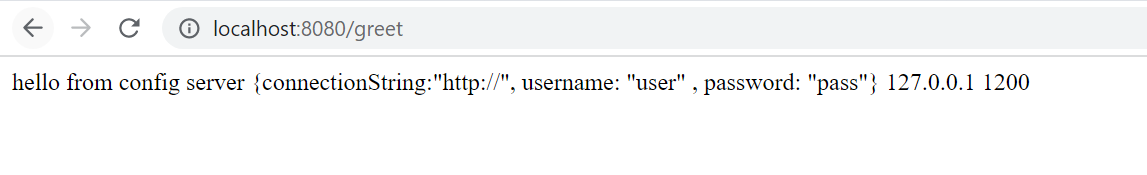 localhost:8080/greet
hello from config server {connectionString:"http://", username: "user" , password: "pass"} 127.0.0.1 1200